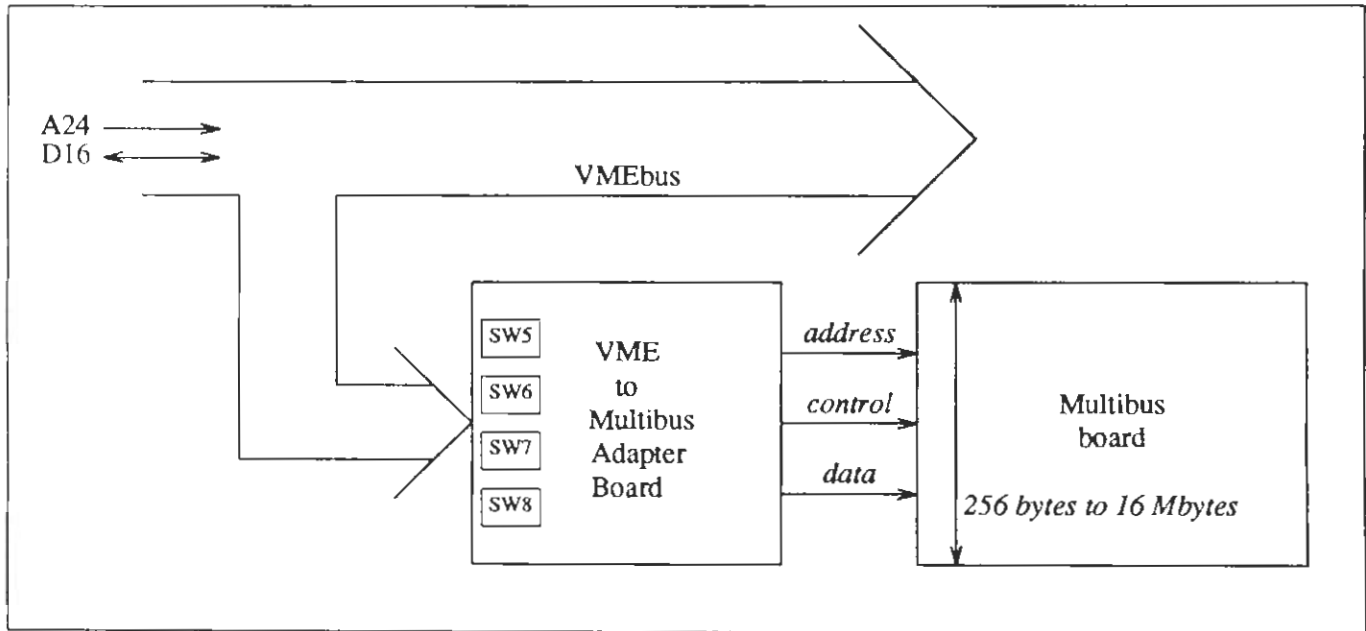 A24
D16
VMEbus
SW5
SW6
SW7
SW8
VME
to
Multibus
Adapter
Board
address
control
data
Multibus
board
256 bytes to 16 Mbytes